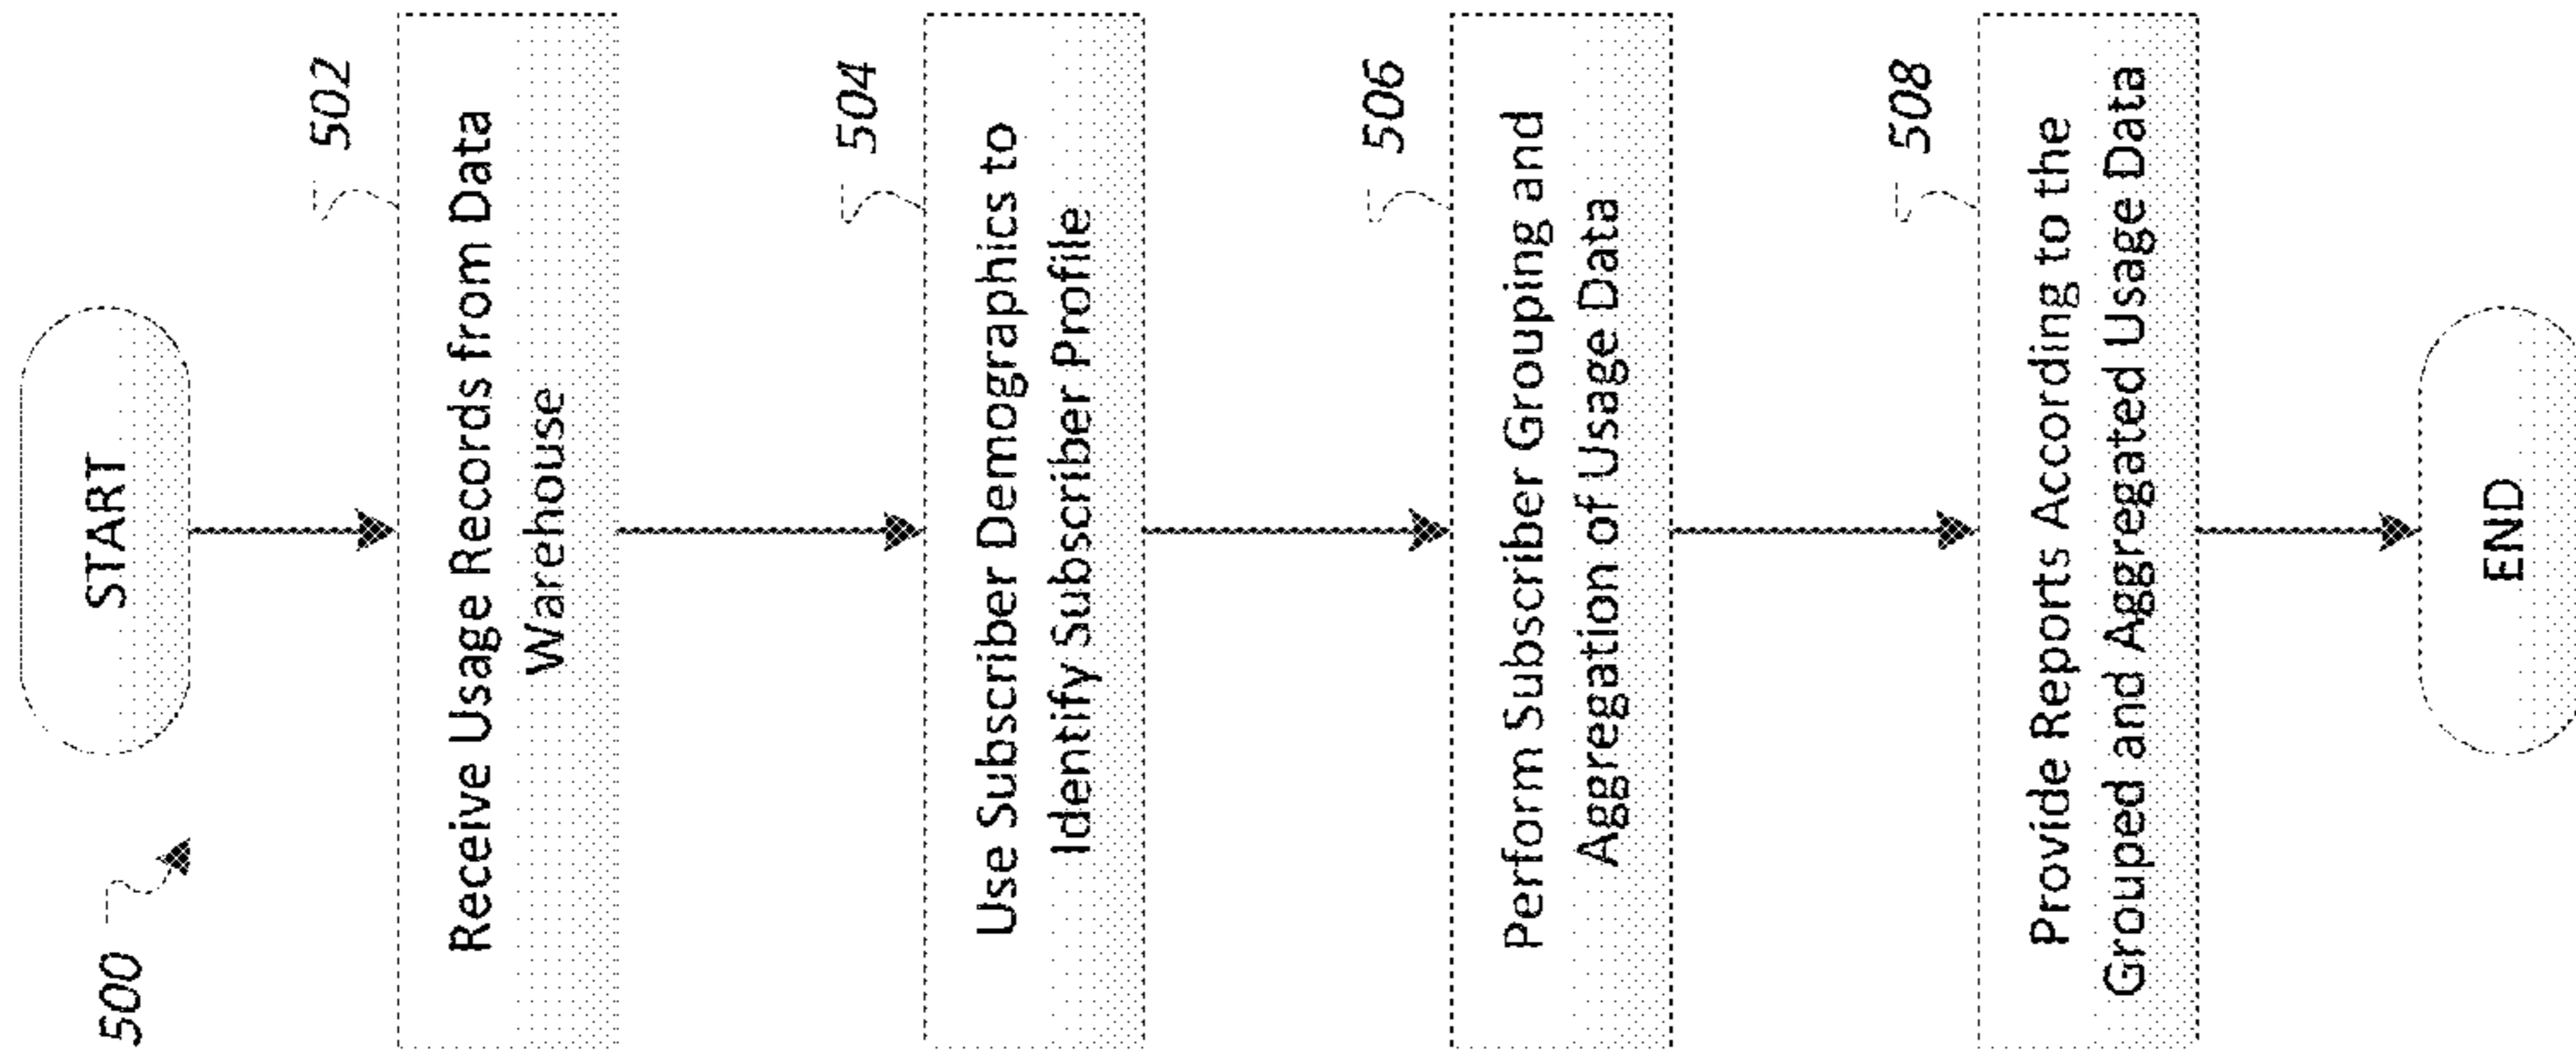 500
START
502
Receive Usage Records from Data
Warehouse
504
Use Subscriber Demographics to
Identify Subscriber Profile
506
Perform Subscriber Grouping and
Aggregation of Usage Data
508
Provide Reports According to the
Grouped and Aggregated Usage Data
END